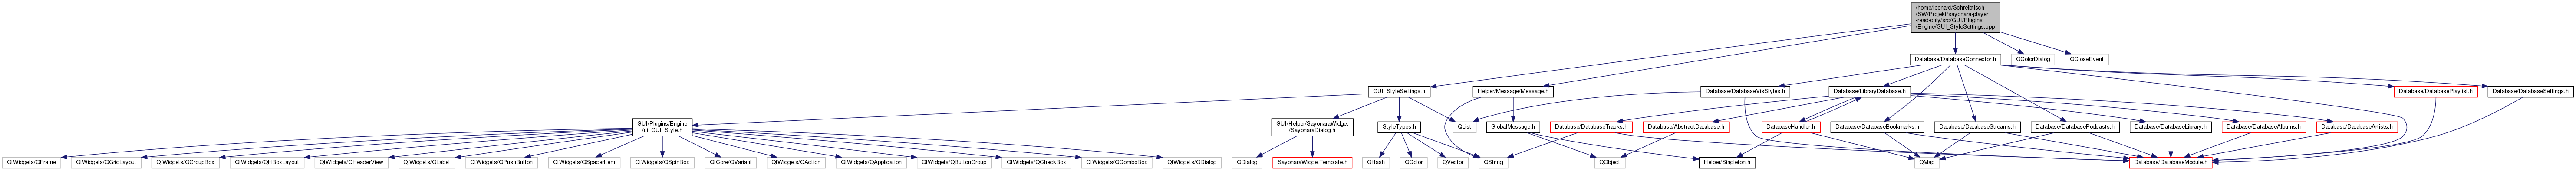 /home/leonard/Schreibtisch
/SW/Projekt/sayonara-player
-read-only/src/GUI/Plugins
/Engine/GUI_StyleSettings.cpp
Database/DatabaseConnector.h
QColorDialog
QCloseEvent
GUI_StyleSettings.h
Helper/Message/Message.h
Database/DatabaseVisStyles.h
Database/LibraryDatabase.h
Database/DatabasePlaylist.h
Database/DatabaseSettings.h
GUI/Plugins/Engine
/ui_GUI_Style.h
GUI/Helper/SayonaraWidget
/SayonaraDialog.h
StyleTypes.h
QList
GlobalMessage.h
Database/DatabaseTracks.h
Database/AbstractDatabase.h
DatabaseHandler.h
Database/DatabaseBookmarks.h
Database/DatabaseStreams.h
Database/DatabasePodcasts.h
Database/DatabaseLibrary.h
Database/DatabaseAlbums.h
Database/DatabaseArtists.h
QtWidgets/QFrame
QtWidgets/QGridLayout
QtWidgets/QGroupBox
QtWidgets/QHBoxLayout
QtWidgets/QHeaderView
QtWidgets/QLabel
QtWidgets/QPushButton
QtWidgets/QSpacerItem
QtWidgets/QSpinBox
QtCore/QVariant
QtWidgets/QAction
QtWidgets/QApplication
QtWidgets/QButtonGroup
QtWidgets/QCheckBox
QtWidgets/QComboBox
QtWidgets/QDialog
QDialog
SayonaraWidgetTemplate.h
QHash
QColor
QVector
QString
QObject
Helper/Singleton.h
QMap
Database/DatabaseModule.h